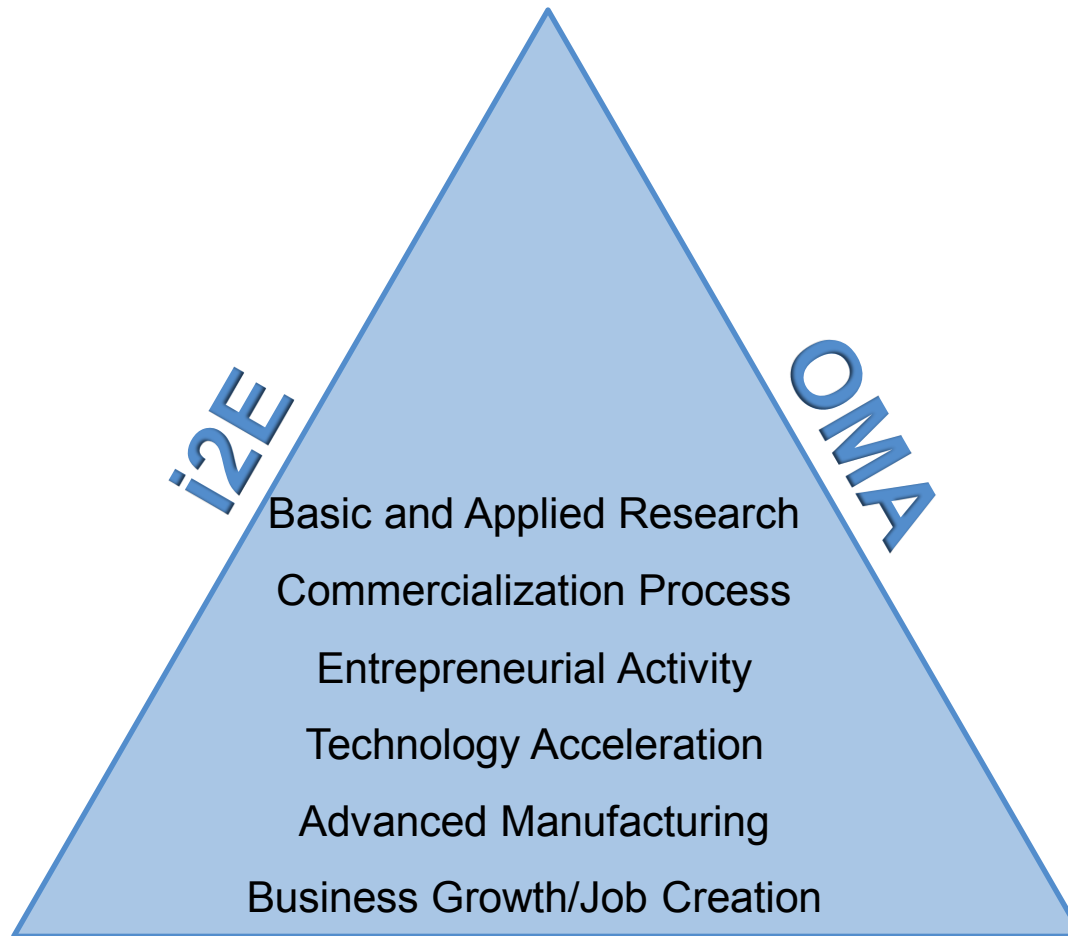 i2E
OMA
Basic and Applied Research
Commercialization Process
Entrepreneurial Activity
Technology Acceleration
Advanced Manufacturing
Business Growth/Job Creation